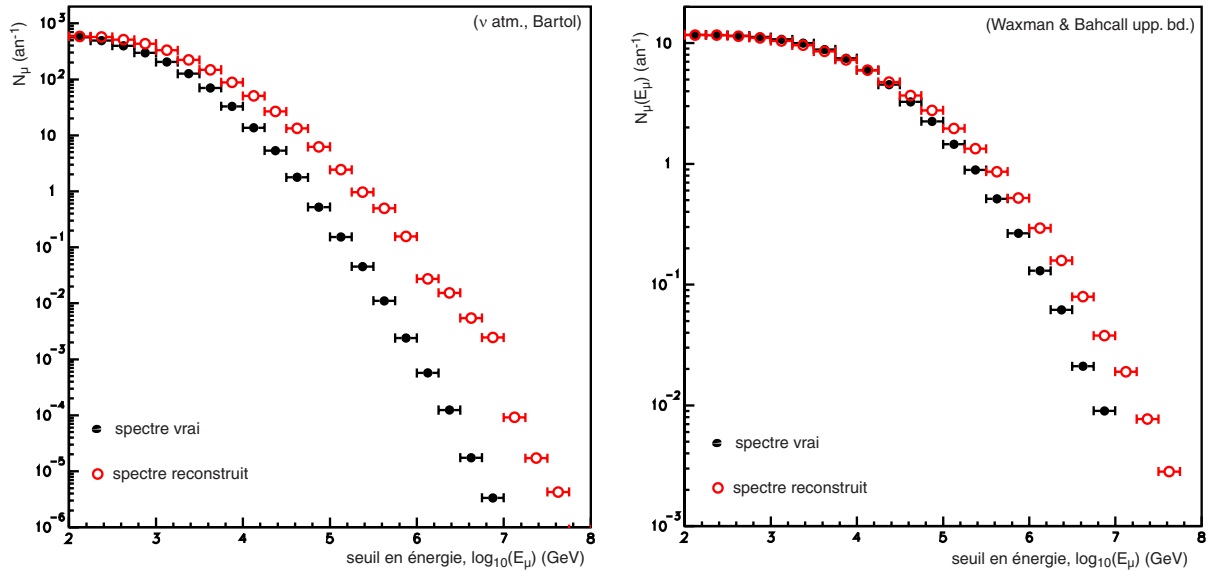 (ν atm., Bartol)
N_μ (an⁻¹)
10³
10²
10
1
10⁻¹
10⁻²
10⁻³
10⁻⁴
10⁻⁵
10⁻⁶
spectre vrai
spectre reconstruit
2 3 4 5 6 7 8
seuil en énergie, log₁₀(E_μ) (GeV)
(Waxman & Bahcall upp. bd.)
N_μ(E_μ) (an⁻¹)
10
1
10⁻¹
10⁻²
10⁻³
spectre vrai
spectre reconstruit
2 3 4 5 6 7 8
seuil en énergie, log₁₀(E_μ) (GeV)